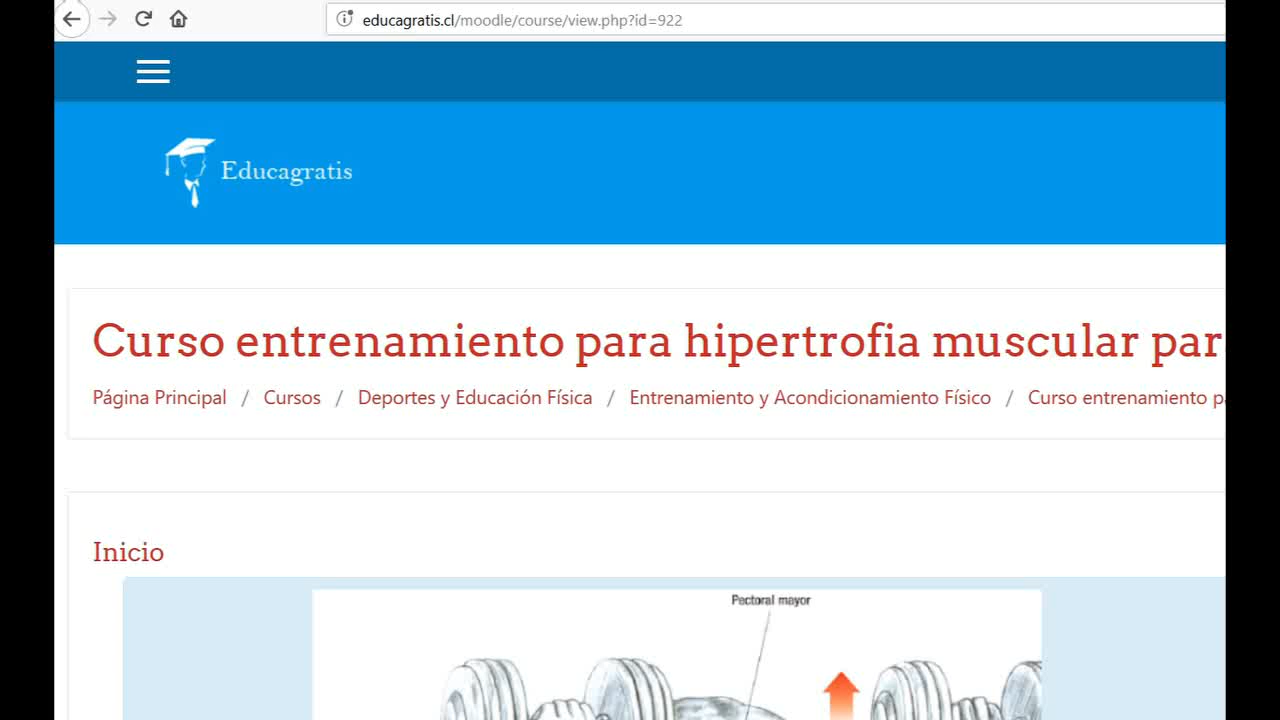 educagratis.cl/moodle/course/view.php?id=922
Educagratis
Curso entrenamiento para hipertrofia muscular
Página Principal / Cursos / Deportes y Educación Física / Entrenamiento y Acondicionamiento Físico / Curso entrenamiento
Inicio
Pectoral mayor